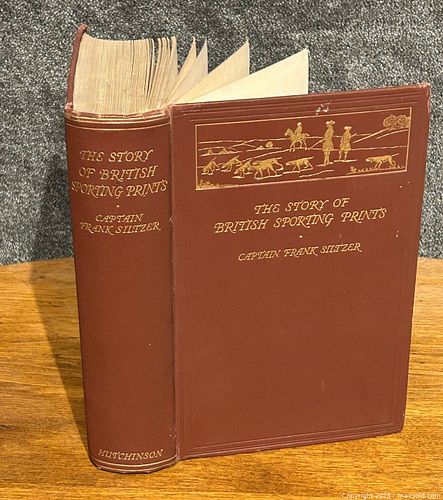 THE STORY
OF BRITISH
SPORTING PRINTS
CAPTAIN
FRANK SILTZER
HUTCHINSON
THE STORY OF
BRITISH SPORTING PRINTS
CAPTAIN FRANK SILTZER